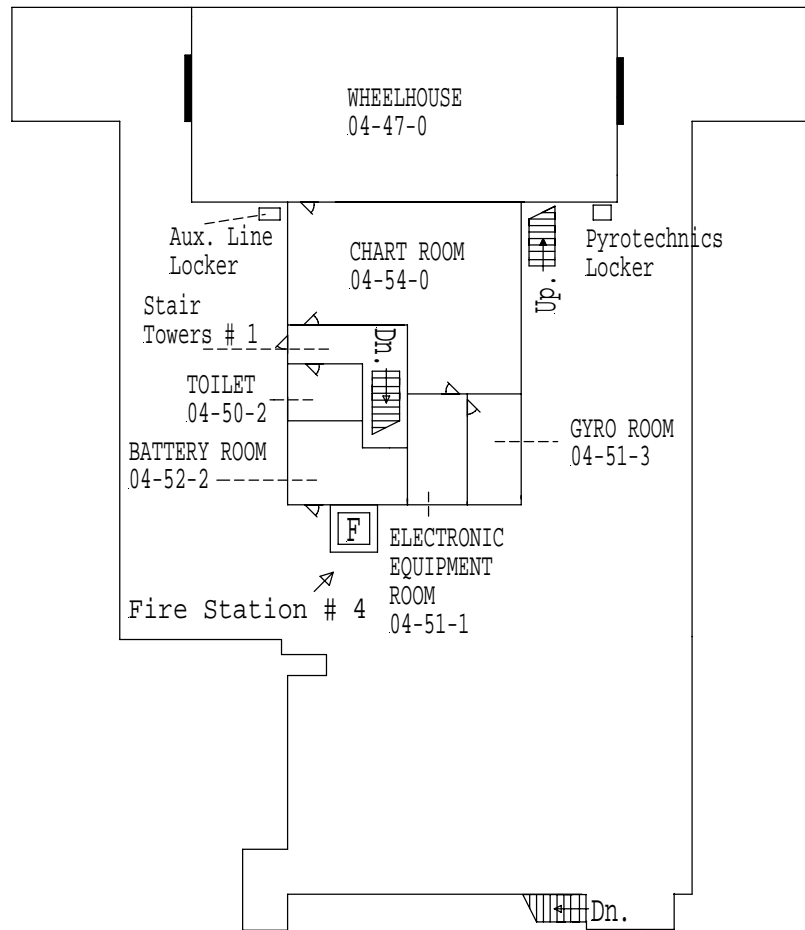 WHEELHOUSE
04-47-0
Aux. Line
Locker
CHART ROOM
04-54-0
Pyrotechnics
Locker
Up.
Stair
Towers # 1
Dn.
TOILET
04-50-2
BATTERY ROOM
04-52-2
GYRO ROOM
04-51-3
F
ELECTRONIC
EQUIPMENT
ROOM
04-51-1
Fire Station # 4
Dn.